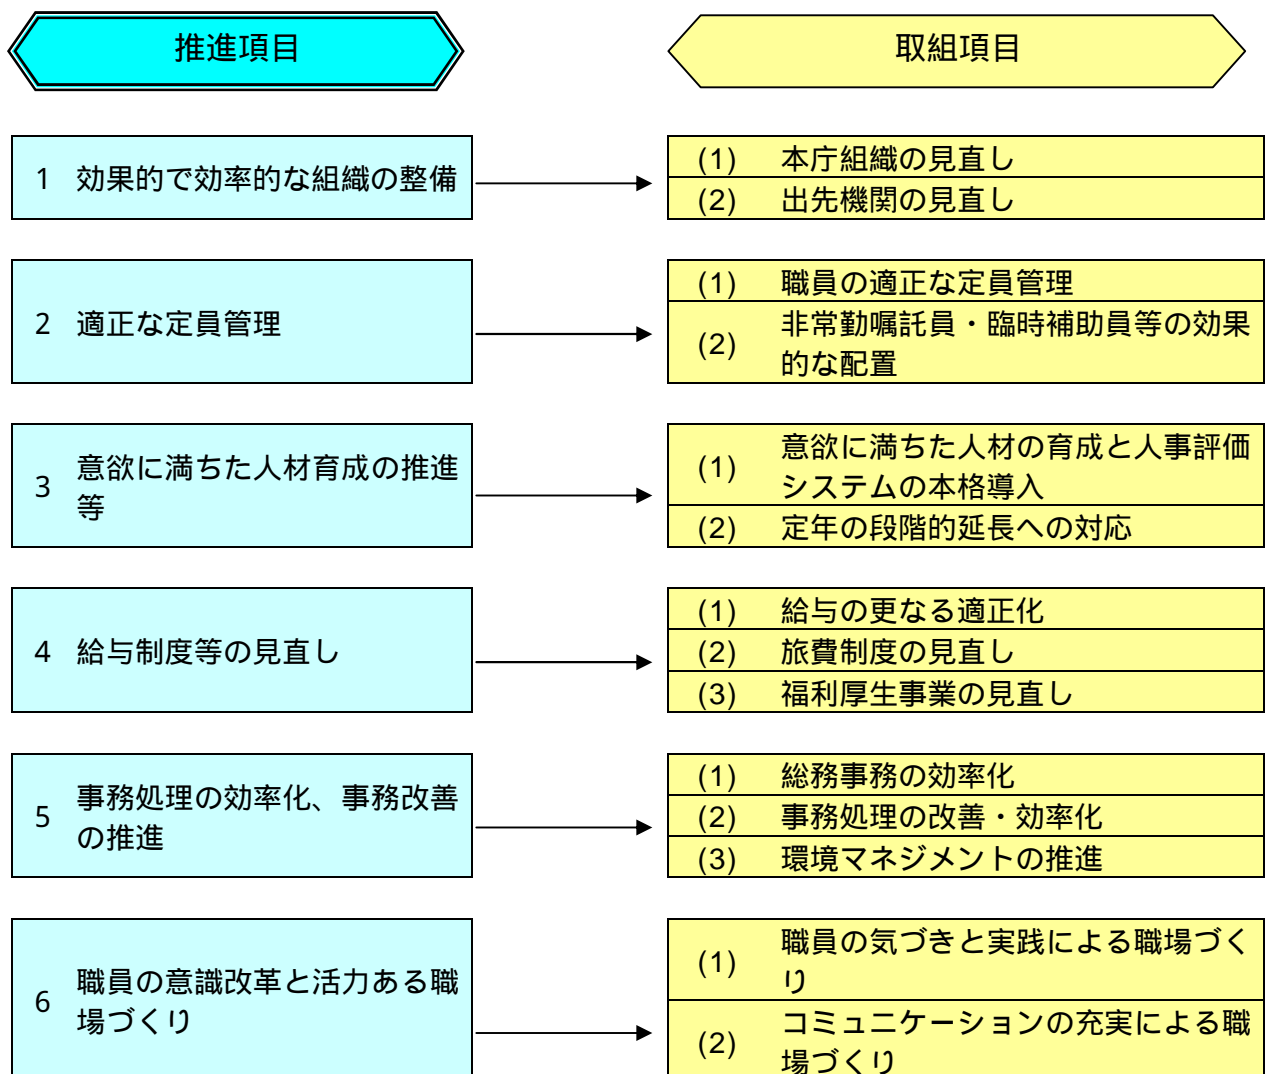 推進項目
取組項目
1 効果的で効率的な組織の整備
(1) 本庁組織の見直し
(2) 出先機関の見直し
2 適正な定員管理
(1) 職員の適正な定員管理
(2) 非常勤嘱託員・臨時補助員等の効果
的な配置
3 意欲に満ちた人材育成の推進
等
(1) 意欲に満ちた人材の育成と人事評価
システムの本格導入
(2) 定年の段階的延長への対応
4 給与制度等の見直し
(1) 給与の更なる適正化
(2) 旅費制度の見直し
(3) 福利厚生事業の見直し
5 事務処理の効率化、事務改善
の推進
(1) 総務事務の効率化
(2) 事務処理の改善・効率化
(3) 環境マネジメントの推進
6 職員の意識改革と活力ある職
場づくり
(1) 職員の気づきと実践による職場づく
り
(2) コミュニケーションの充実による職
場づくり